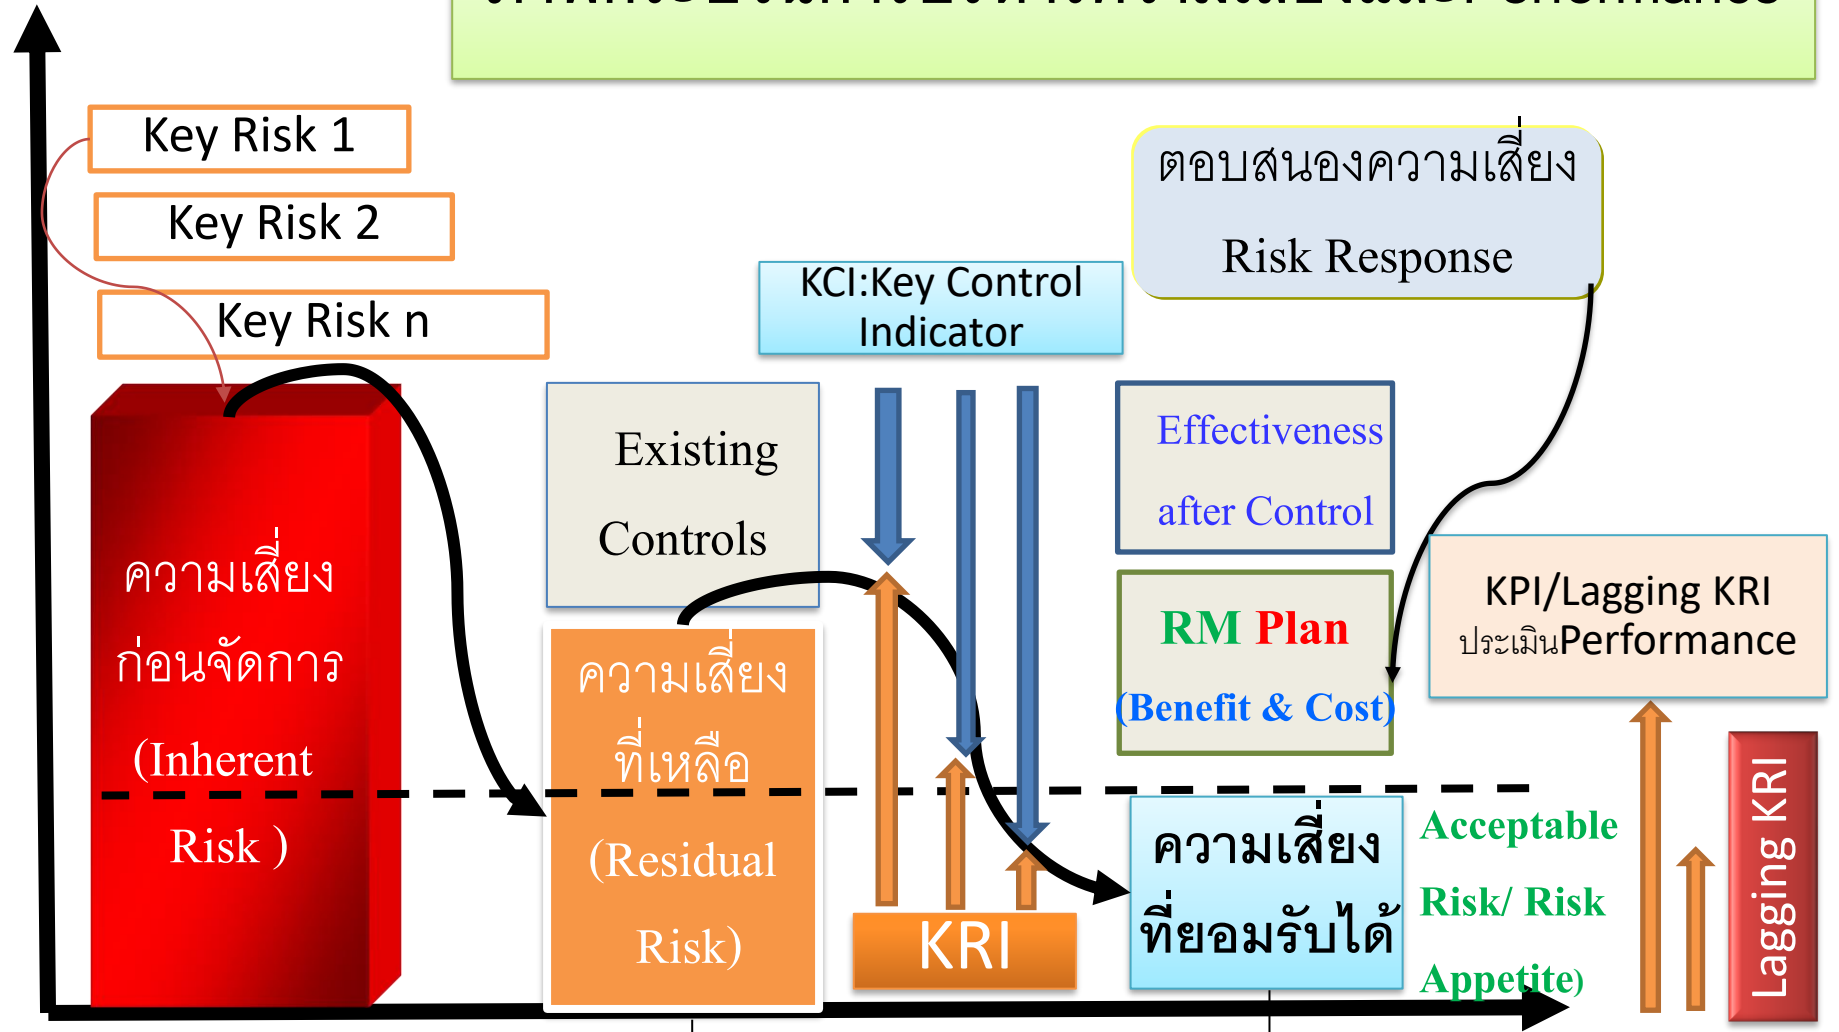 Performance
Key Risk 1
Key Risk 2
Key Risk n
ตอบสนองความเสี่ยง
Risk Response
KCI:Key Control
Indicator
Existing
Controls
Effectiveness
after Control
ความเสี่ยง
ก่อนจัดการ
(Inherent
Risk )
ความเสี่ยง
ที่เหลือ
(Residual
Risk)
RM Plan
(Benefit & Cost)
KPI/Lagging KRI
ประเมินPerformance
KRI
ความเสี่ยง
ที่ยอมรับได้
Acceptable
Risk/ Risk
Appetite)
Lagging KRI